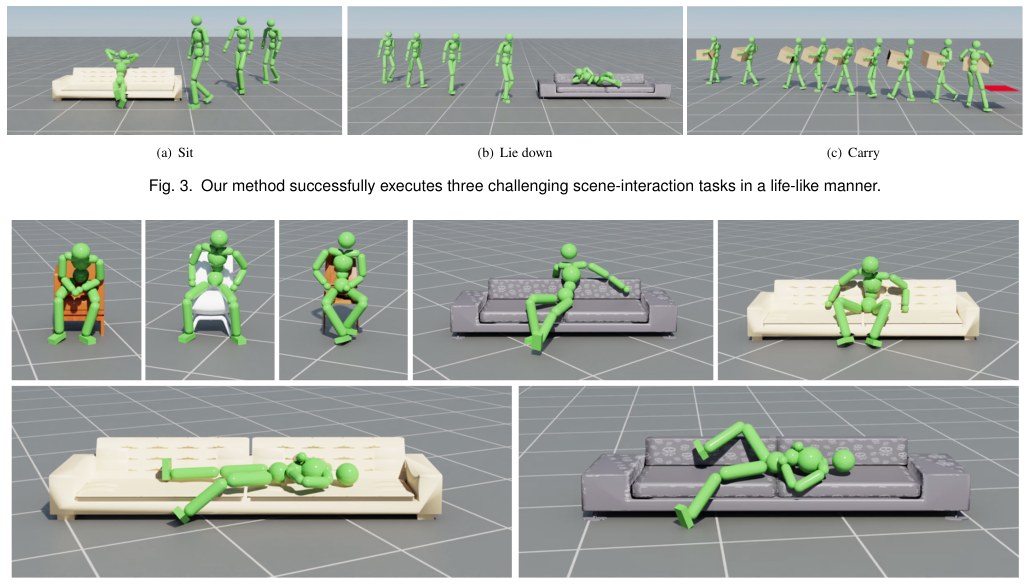 (a) Sit
(b) Lie down
(c) Carry
Fig. 3. Our method successfully executes three challenging scene-interaction tasks in a life-like manner.